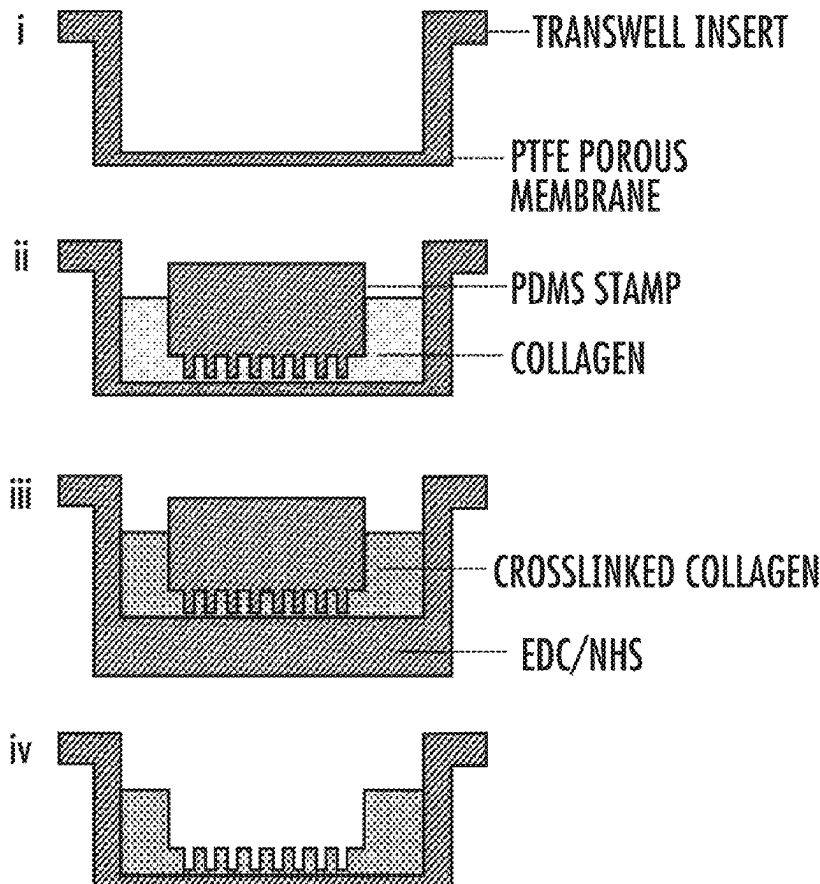 i
TRANSWELL INSERT
PTFE POROUS
MEMBRANE
ii
PDMS STAMP
COLLAGEN
iii
CROSSLINKED COLLAGEN
EDC/NHS
iv